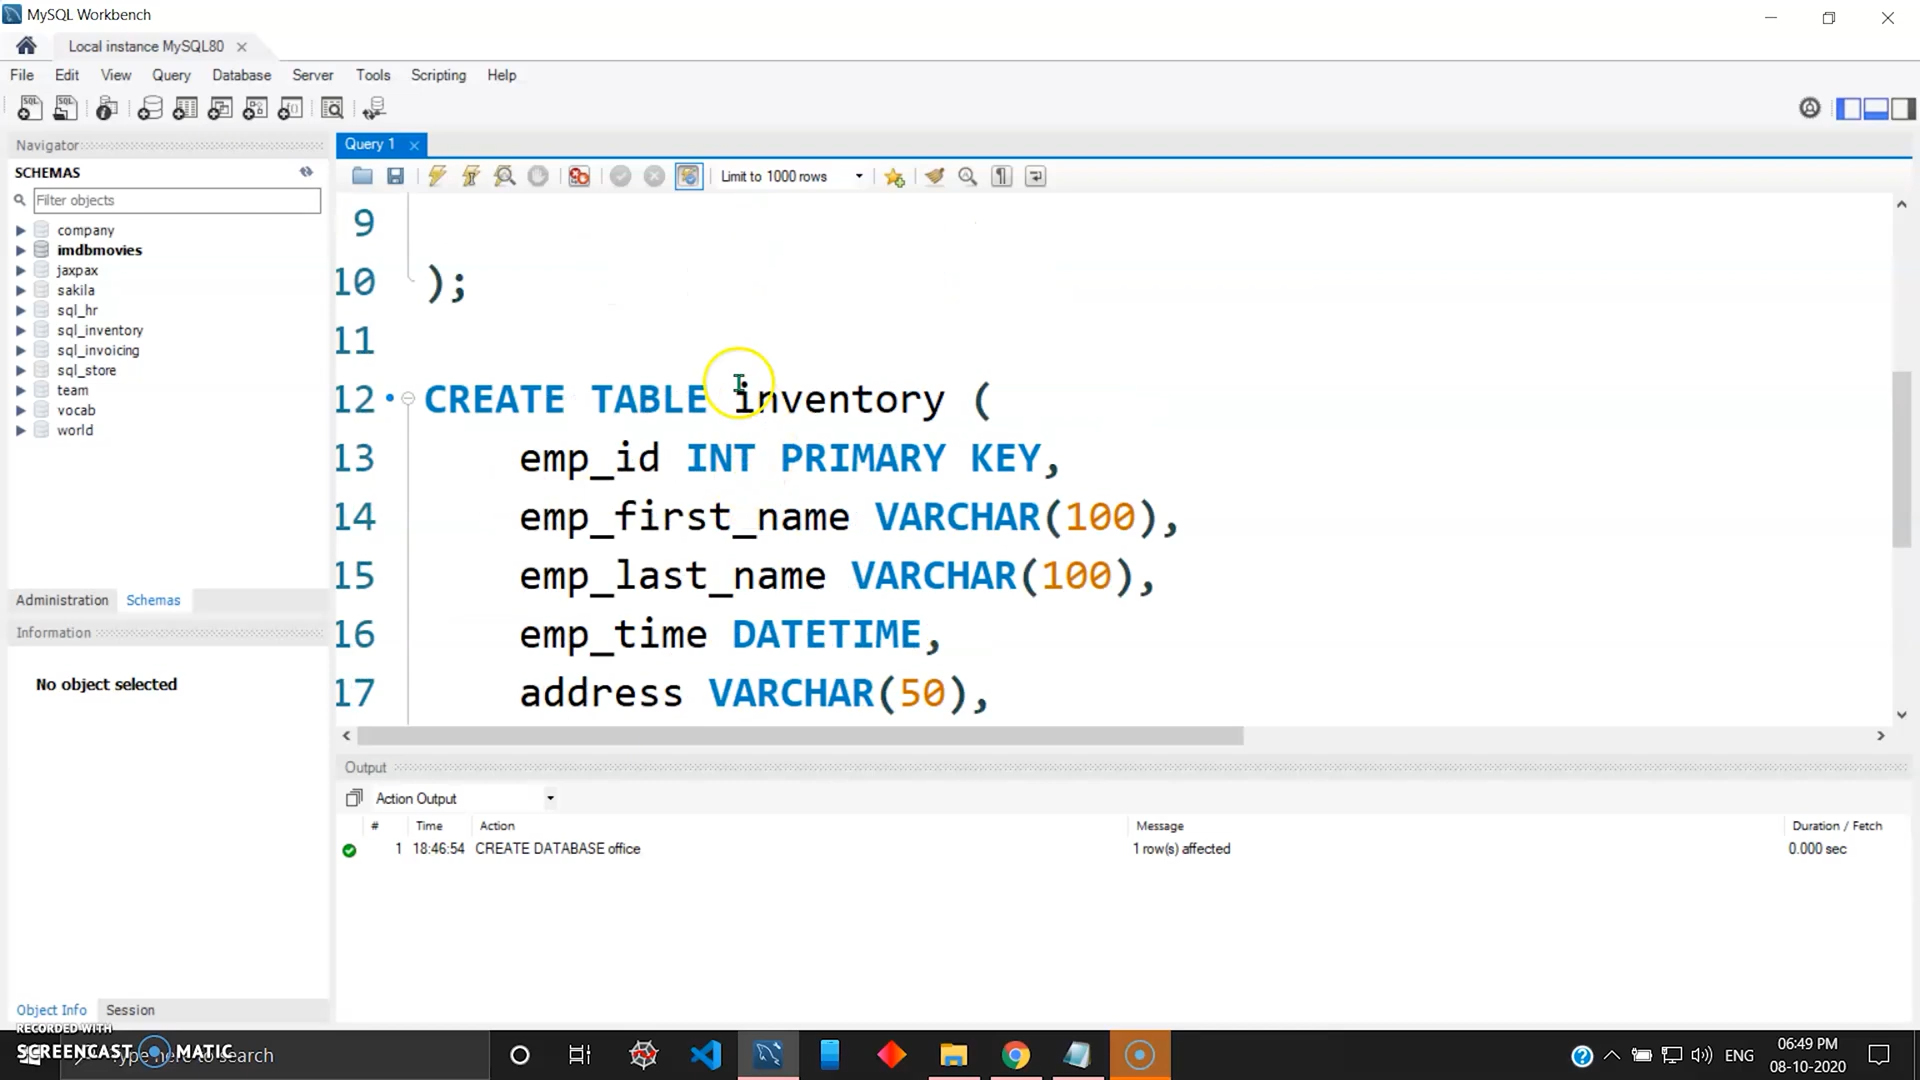 MySQL Workbench
Local instance MySQL80
File Edit View Query Database Server Tools Scripting Help
Navigator
Query 1
SCHEMAS
Limit to 1000 rows
Filter objects
company
imdbmovies
jaxpax
sakila
sql_hr
sql_inventory
sql_invoicing
sql_store
team
vocab
world
Administration Schemas
Information
No object selected
Object Info Session
9
10 );
11
12 CREATE TABLE inventory (
13 emp_id INT PRIMARY KEY,
14 emp_first_name VARCHAR(100),
15 emp_last_name VARCHAR(100),
16 emp_time DATETIME,
17 address VARCHAR(50),
Output
Action Output
# Time Action Message Duration / Fetch
1 18:46:54 CREATE DATABASE office 1 row(s) affected 0.000 sec
RECORDED WITH
SCREENCAST MATIC
Type here to search
ENG
06:49 PM
08-10-2020